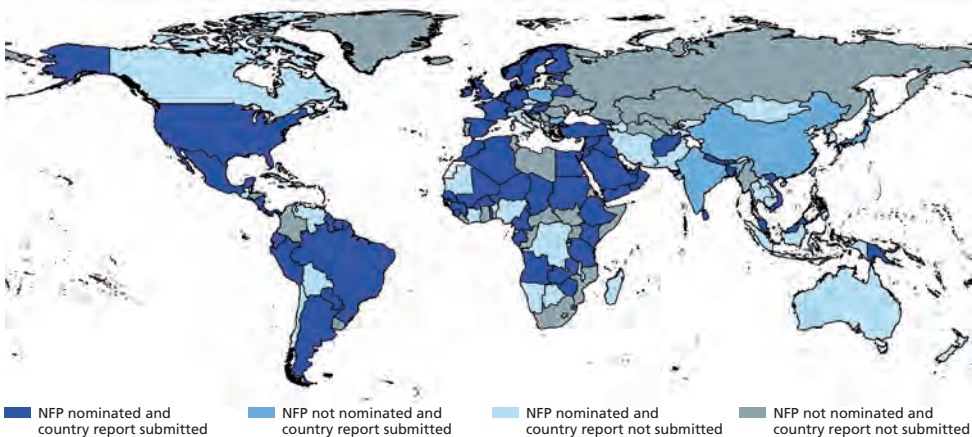 NFP nominated and
country report submitted
NFP not nominated and
country report submitted
NFP nominated and
country report not submitted
NFP not nominated and
country report not submitted